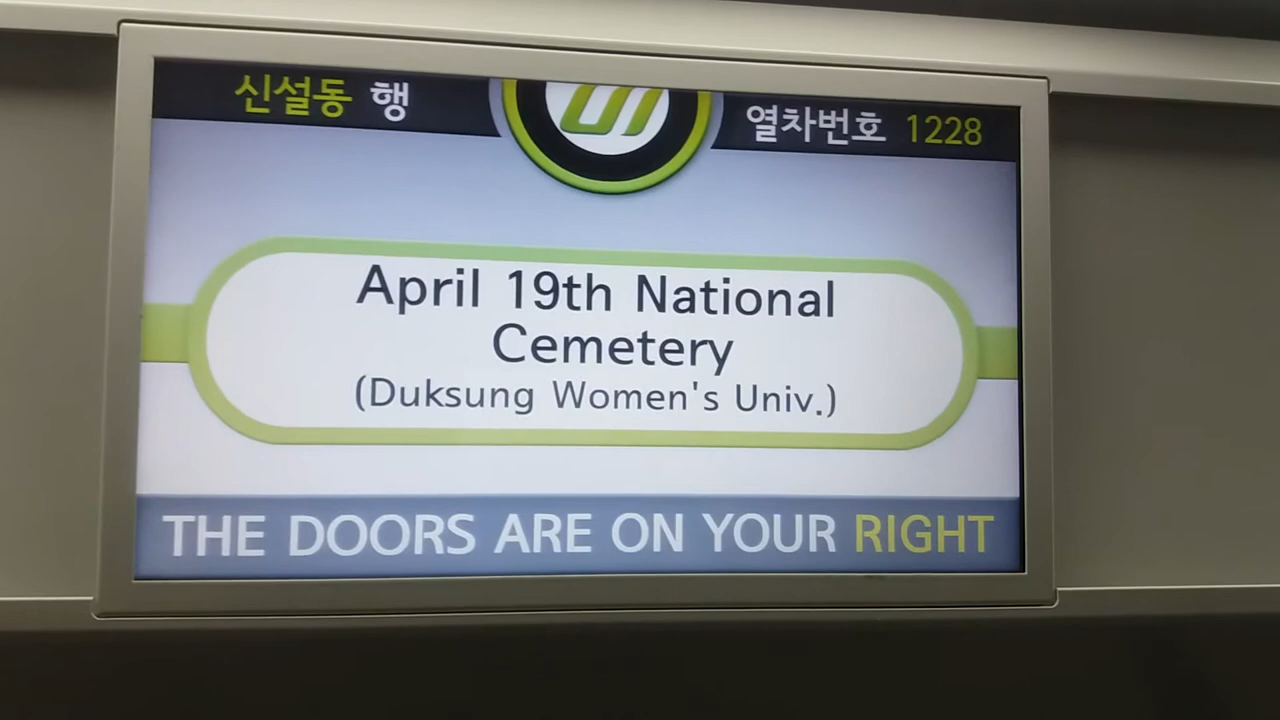 신설동 행
열차번호 1228
April 19th National
Cemetery
(Duksung Women's Univ.)
THE DOORS ARE ON YOUR RIGHT